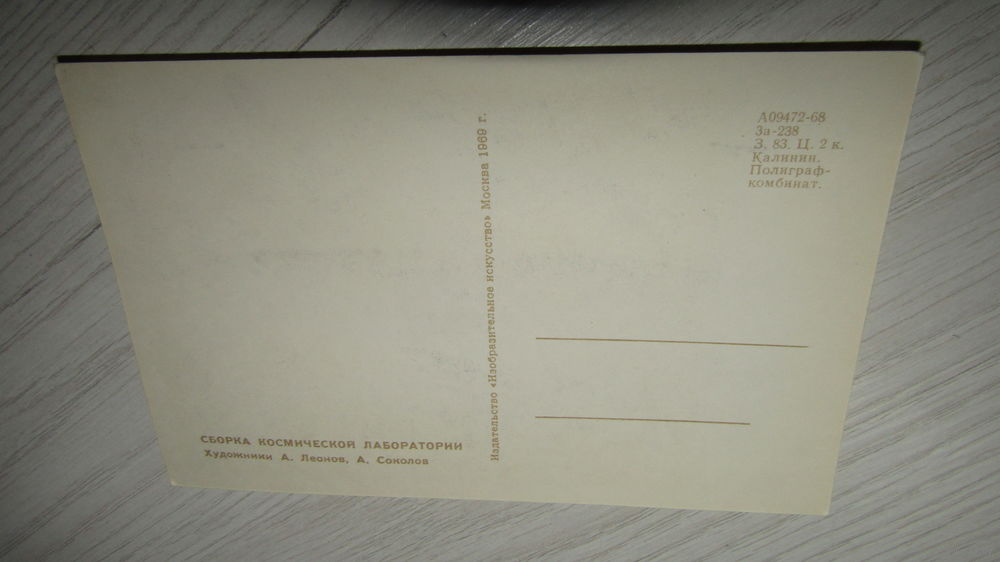 СБОРКА КОСМИЧЕСКОЙ ЛАБОРАТОРИИ
Художники А. Леонов, А. Соколов
Издательство «Изобразительное искусство» Москва 1969 г.
А09472-68
За-238
З. 83. Ц. 2 к.
Калинин.
Полиграф-
комбинат.